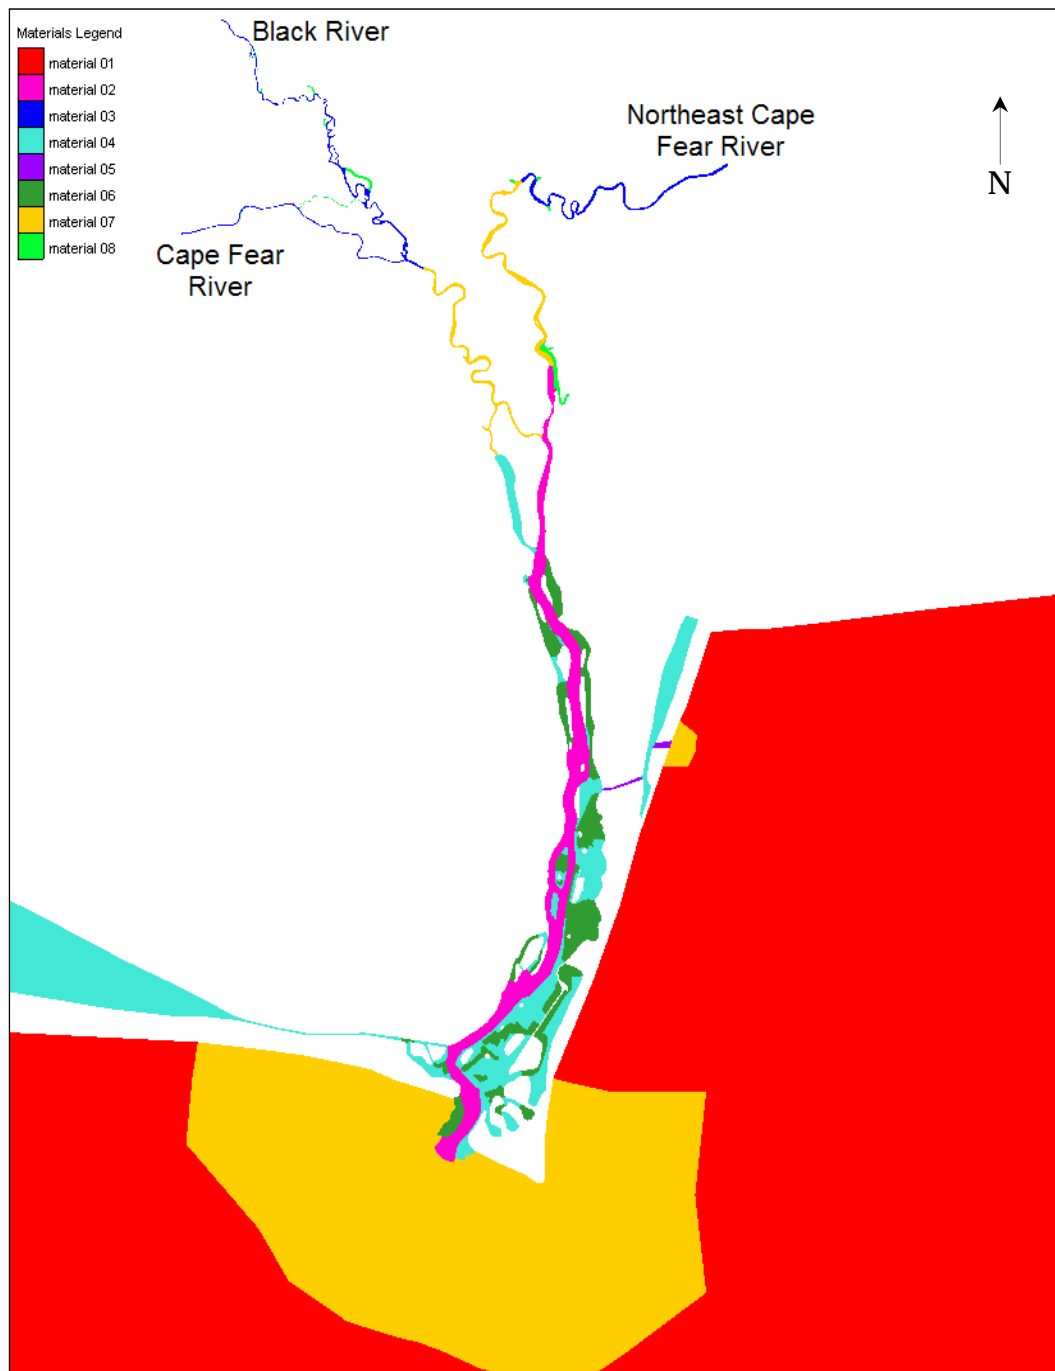 Black River
Materials Legend
material 01
material 02
material 03
material 04
material 05
material 06
material 07
material 08
Northeast Cape
Fear River
N
Cape Fear
River